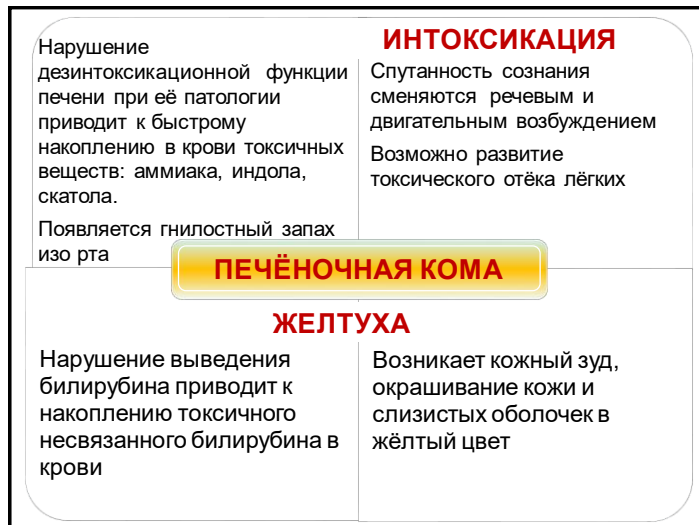 Нарушение
дезинтоксикационной функции
печени при её патологии
приводит к быстрому
накоплению в крови токсичных
веществ: аммиака, индола,
скатола.
Появляется гнилостный запах
изо рта
ИНТОКСИКАЦИЯ
Спутанность сознания
сменяются речевым и
двигательным возбуждением
Возможно развитие
токсического отёка лёгких
ПЕЧЁНОЧНАЯ КОМА
ЖЕЛТУХА
Нарушение выведения
билирубина приводит к
накоплению токсичного
несвязанного билирубина в
крови
Возникает кожный зуд,
окрашивание кожи и
слизистых оболочек в
жёлтый цвет